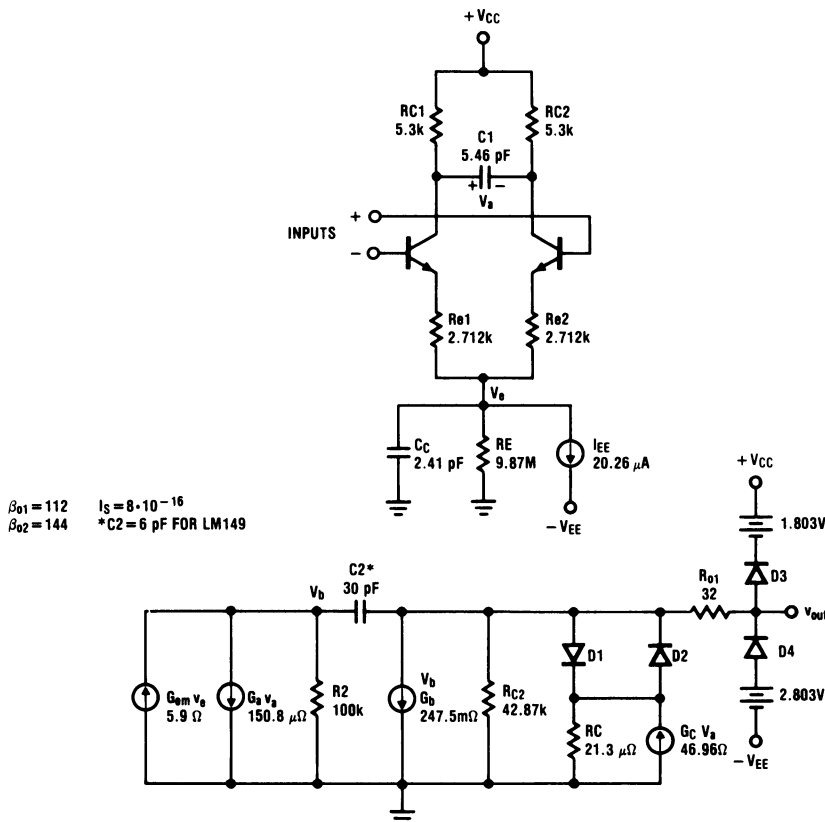 +VCC
RC1
5.3k
RC2
5.3k
C1
5.46 pF
+ −
Va
INPUTS
+
−
Re1
2.712k
Re2
2.712k
Ve
CC
2.41 pF
RE
9.87M
IEE
20.26 μA
−VEE
βo1=112 IS=8•10−16
βo2=144 *C2=6 pF FOR LM149
+VCC
1.803V
D3
Ro1
32
vout
D4
2.803V
−VEE
C2*
30 pF
Vb
Gem ve
5.9 Ω
Ga va
150.8 μΩ
R2
100k
Vb
Gb
247.5mΩ
RC2
42.87k
D1
D2
RC
21.3 μΩ
GC Va
46.96Ω